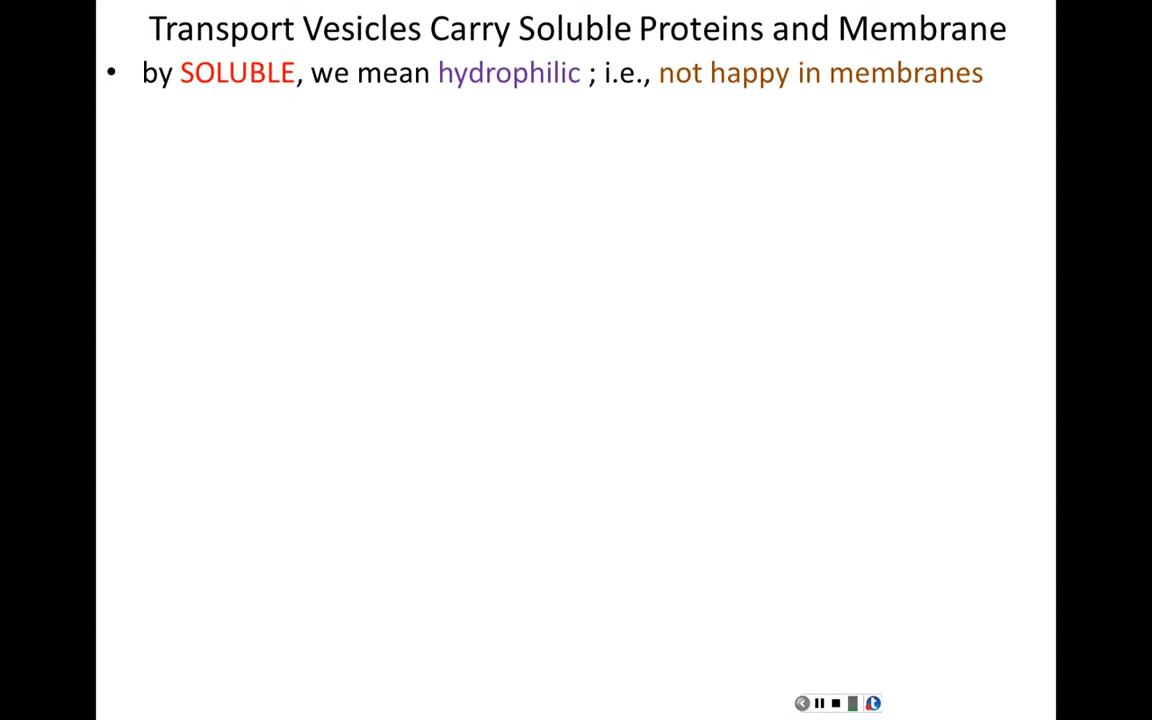 Transport Vesicles Carry Soluble Proteins and Membrane
• by SOLUBLE, we mean hydrophilic ; i.e., not happy in membranes